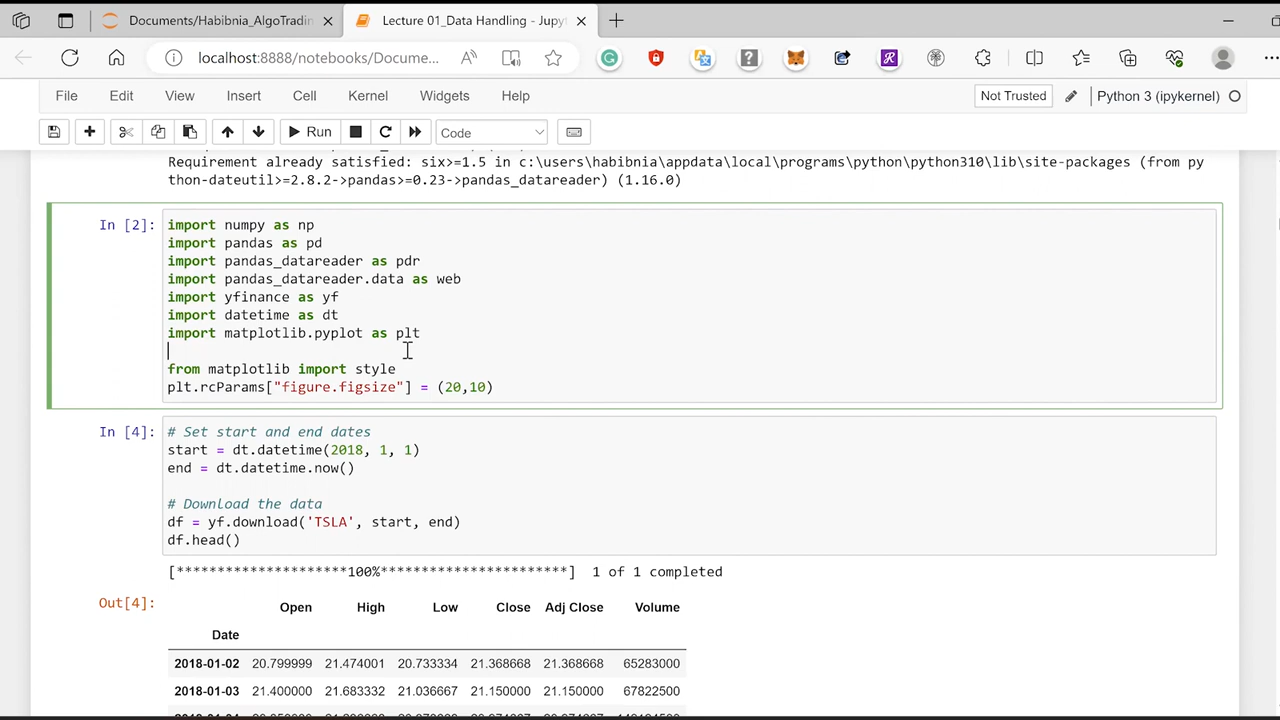 Documents/Habibnia_AlgoTradin
Lecture 01_Data Handling - Jupyt
localhost:8888/notebooks/Docume...
File Edit View Insert Cell Kernel Widgets Help
Not Trusted Python 3 (ipykernel)
Run Code
Requirement already satisfied: six>=1.5 in c:\users\habibnia\appdata\local\programs\python\python310\lib\site-packages (from py
thon-dateutil>=2.8.2->pandas>=0.23->pandas_datareader) (1.16.0)
In [2]: import numpy as np
import pandas as pd
import pandas_datareader as pdr
import pandas_datareader.data as web
import yfinance as yf
import datetime as dt
import matplotlib.pyplot as plt
from matplotlib import style
plt.rcParams["figure.figsize"] = (20,10)
In [4]: # Set start and end dates
start = dt.datetime(2018, 1, 1)
end = dt.datetime.now()
# Download the data
df = yf.download('TSLA', start, end)
df.head()
[*********************100%***********************] 1 of 1 completed
Out[4]:
Open High Low Close Adj Close Volume
Date
2018-01-02 20.799999 21.474001 20.733334 21.368668 21.368668 65283000
2018-01-03 21.400000 21.683332 21.036667 21.150000 21.150000 67822500